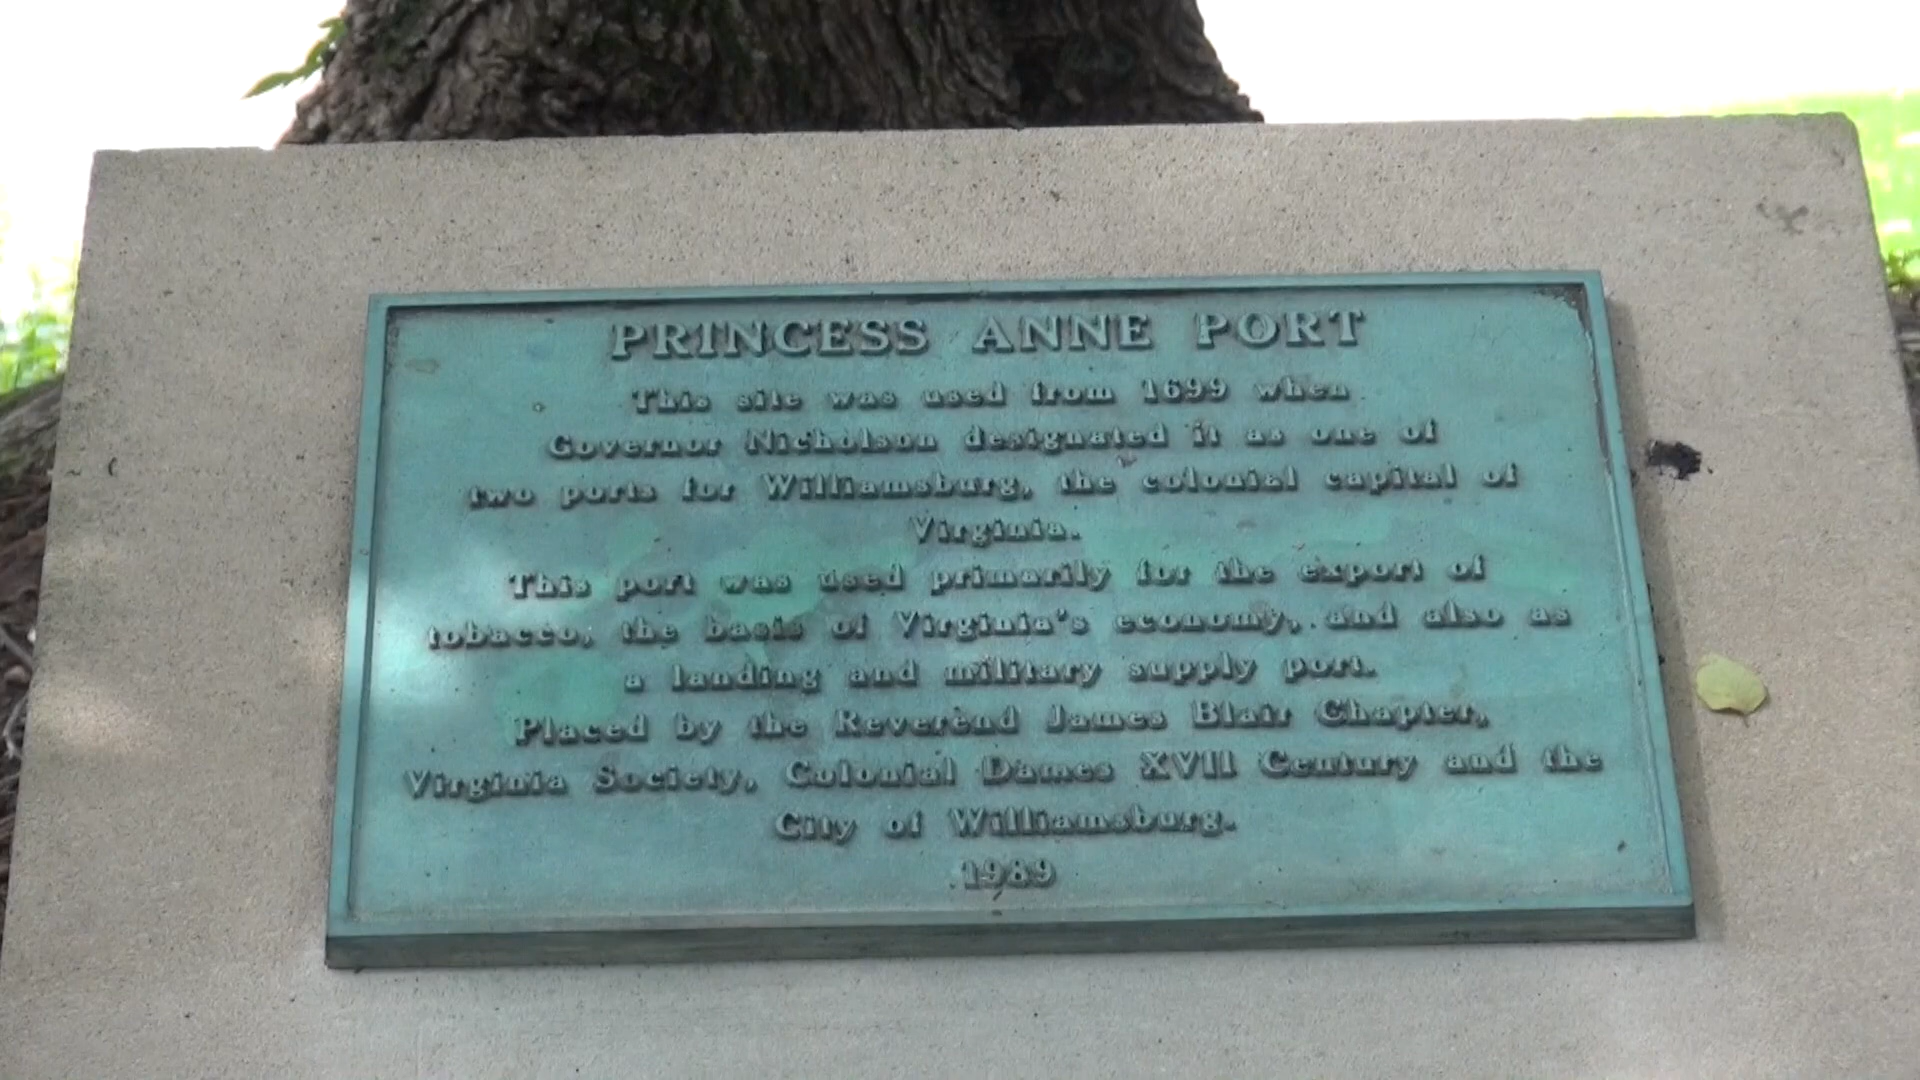 PRINCESS ANNE PORT
This site was used from 1699 when
Governor Nicholson designated it as one of
two ports for Williamsburg, the colonial capital of
Virginia.
This port was used primarily for the export of
tobacco, the basis of Virginia's economy, and also as
a landing and military supply port.
Placed by the Reverend James Blair Chapter,
Virginia Society, Colonial Dames XVII Century and the
City of Williamsburg.
1989